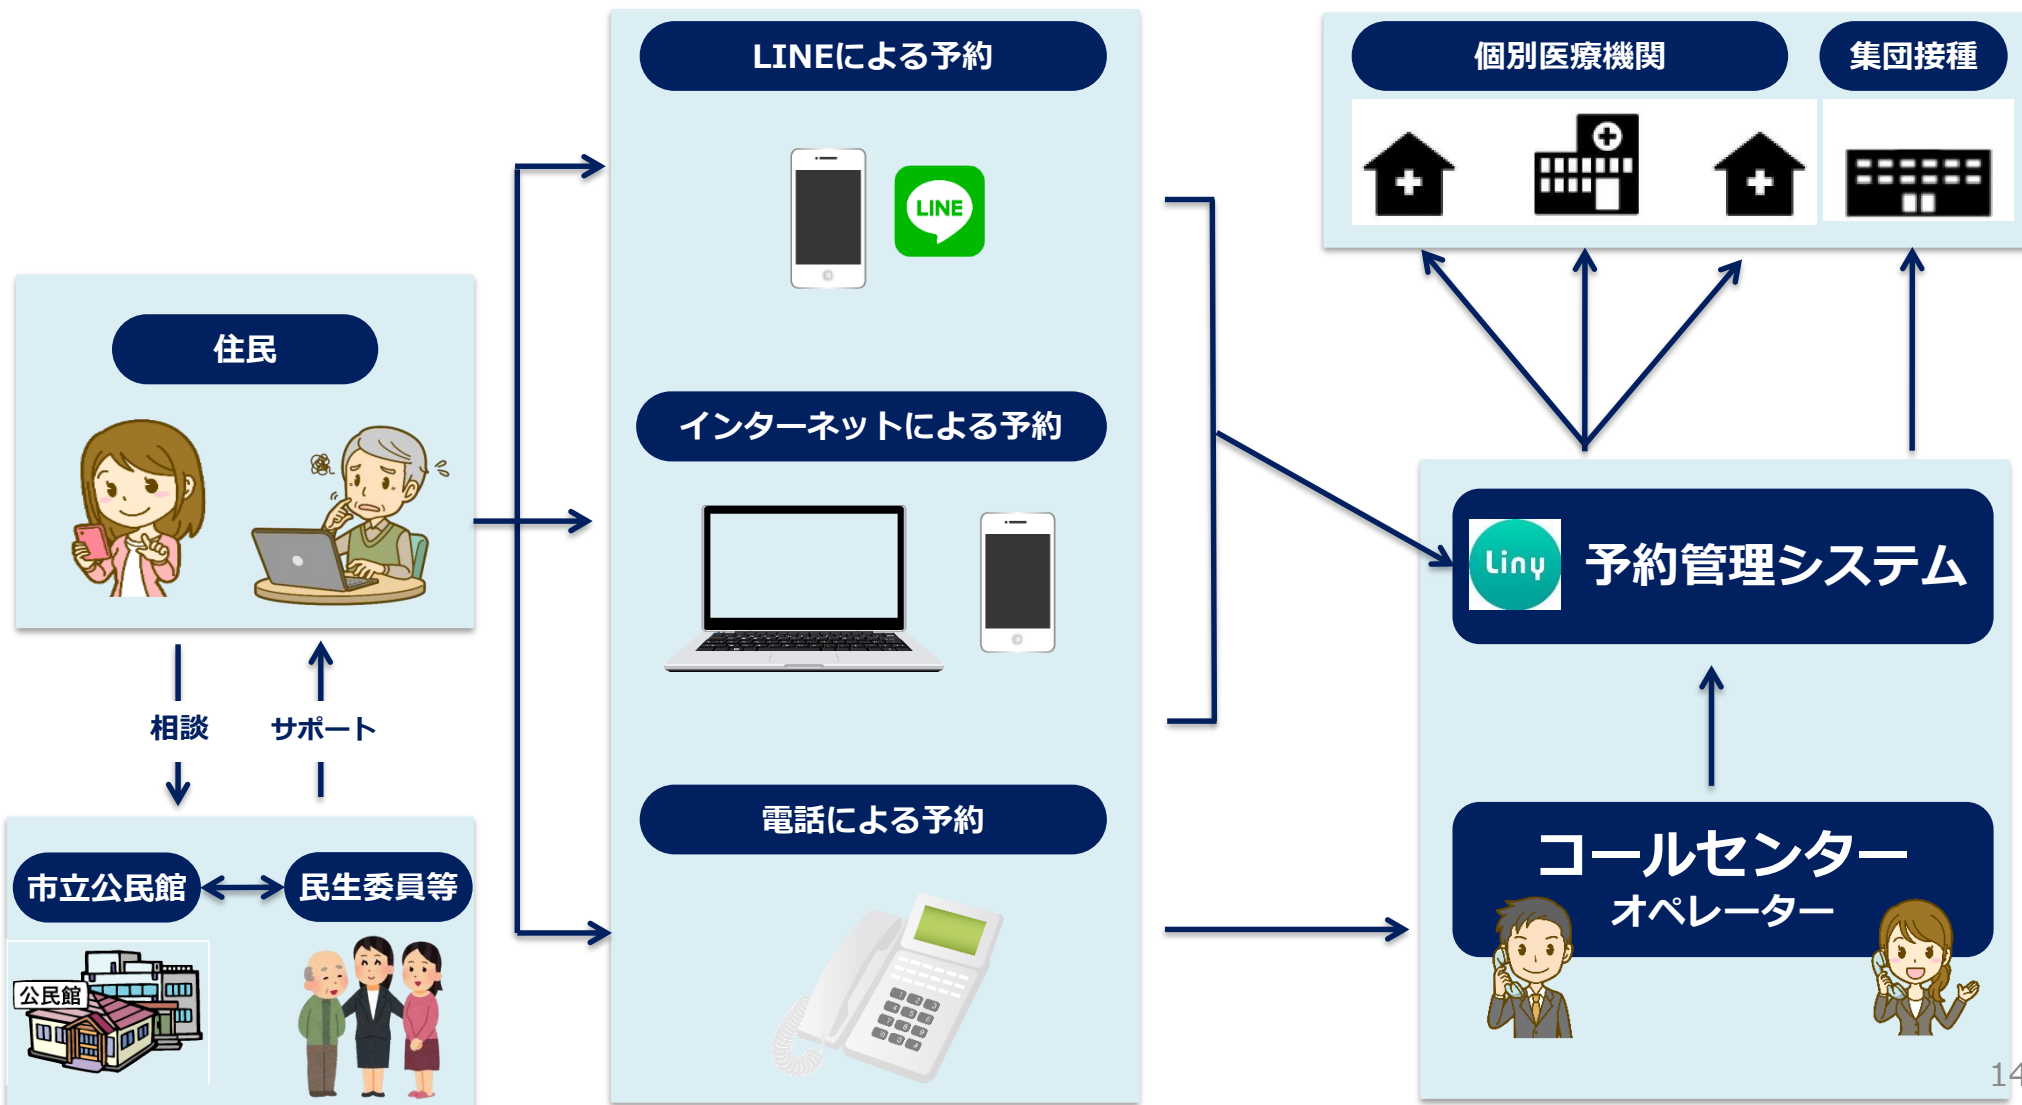 LINEによる予約
LINE
インターネットによる予約
電話による予約
住民
相談
サポート
市立公民館
民生委員等
公民館
個別医療機関
集団接種
Liny
予約管理システム
コールセンター
オペレーター
14